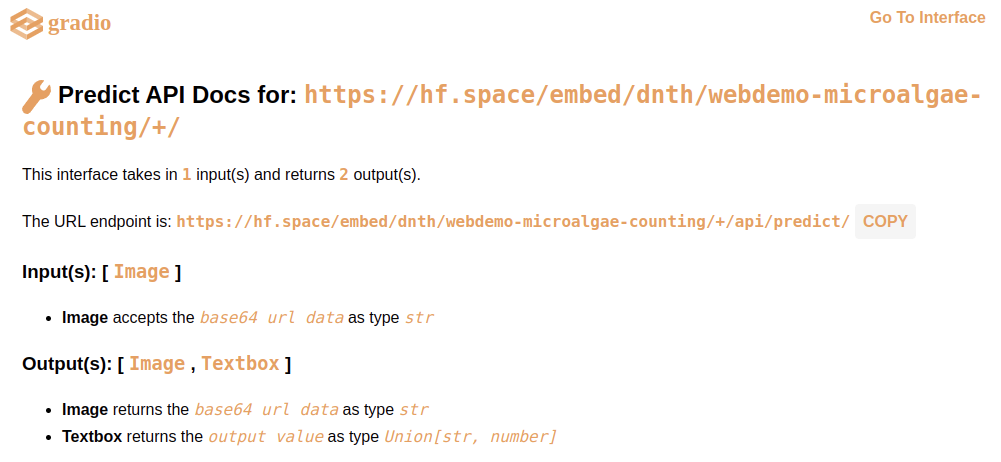 gradio
Go To Interface
Predict API Docs for: https://hf.space/embed/dnth/webdemo-microalgae-
counting/+/
This interface takes in 1 input(s) and returns 2 output(s).
The URL endpoint is: https://hf.space/embed/dnth/webdemo-microalgae-counting/+/api/predict/ COPY
Input(s): [ Image ]
• Image accepts the base64 url data as type str
Output(s): [ Image , Textbox ]
• Image returns the base64 url data as type str
• Textbox returns the output value as type Union[str, number]